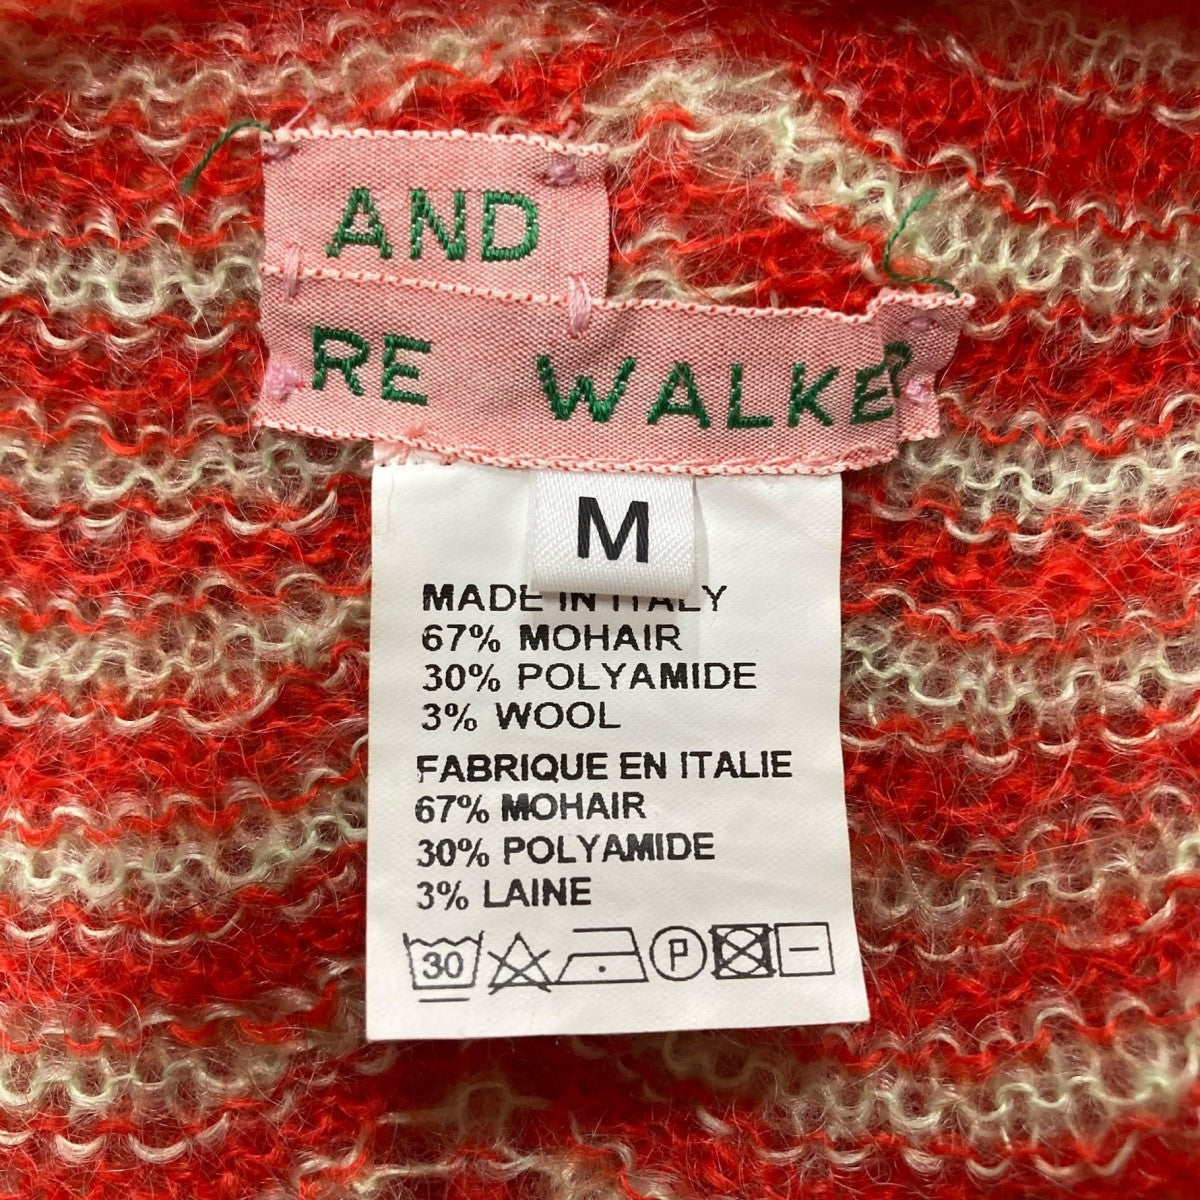 AND
RE WALKER
M
MADE IN ITALY
67% MOHAIR
30% POLYAMIDE
3% WOOL
FABRIQUE EN ITALIE
67% MOHAIR
30% POLYAMIDE
3% LAINE
30 P